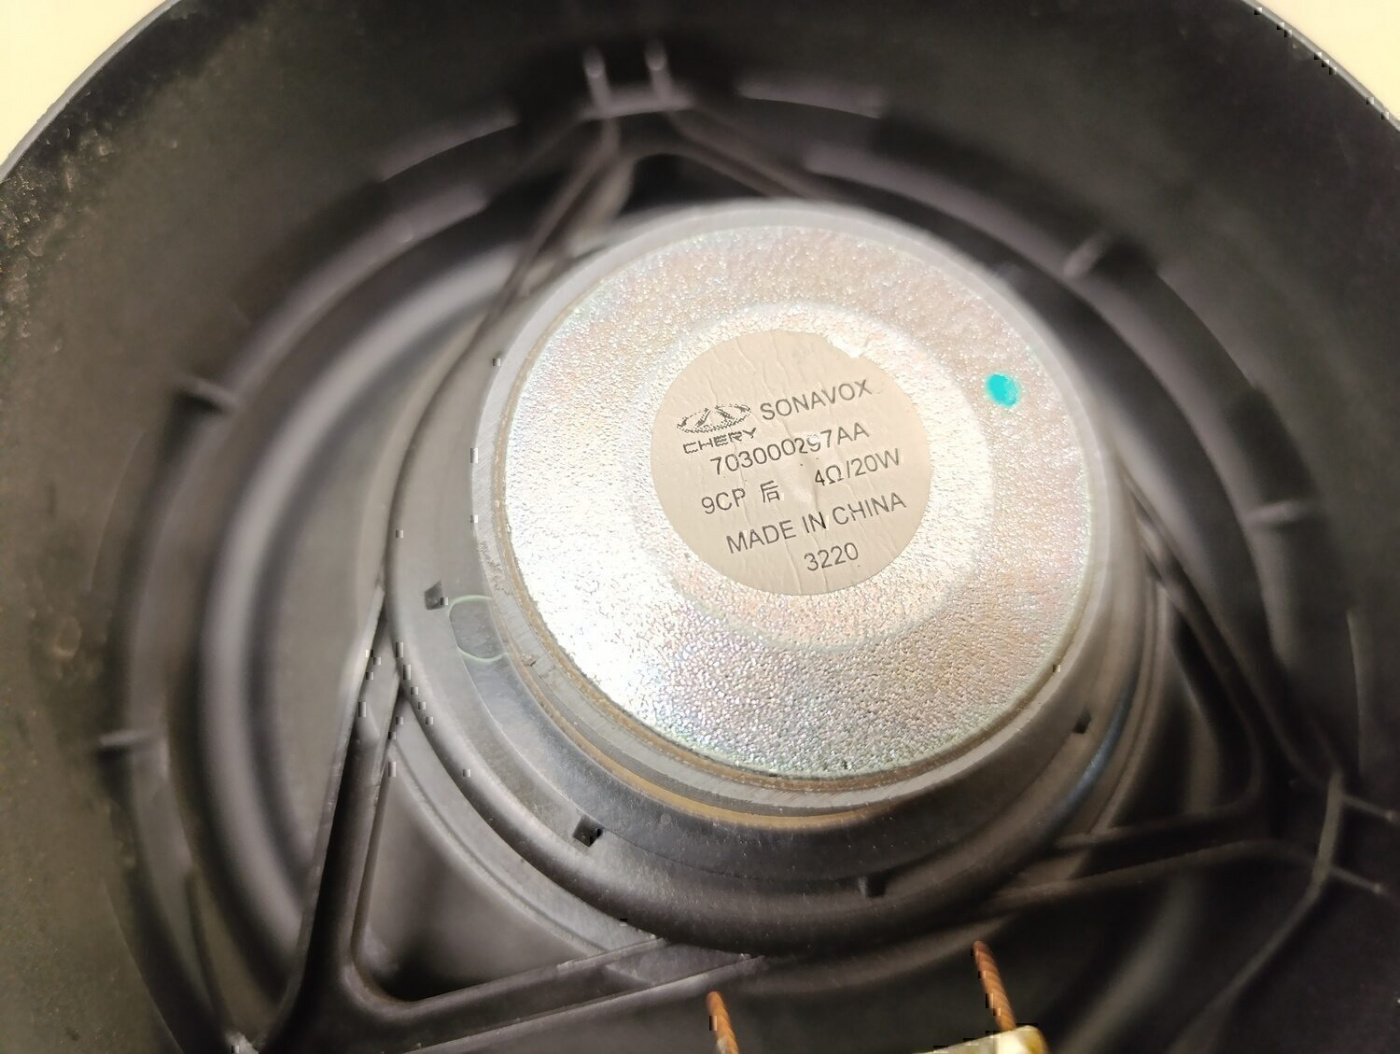 CHERY SONAVOX
703000297AA
9CP 后 4Ω/20W
MADE IN CHINA
3220